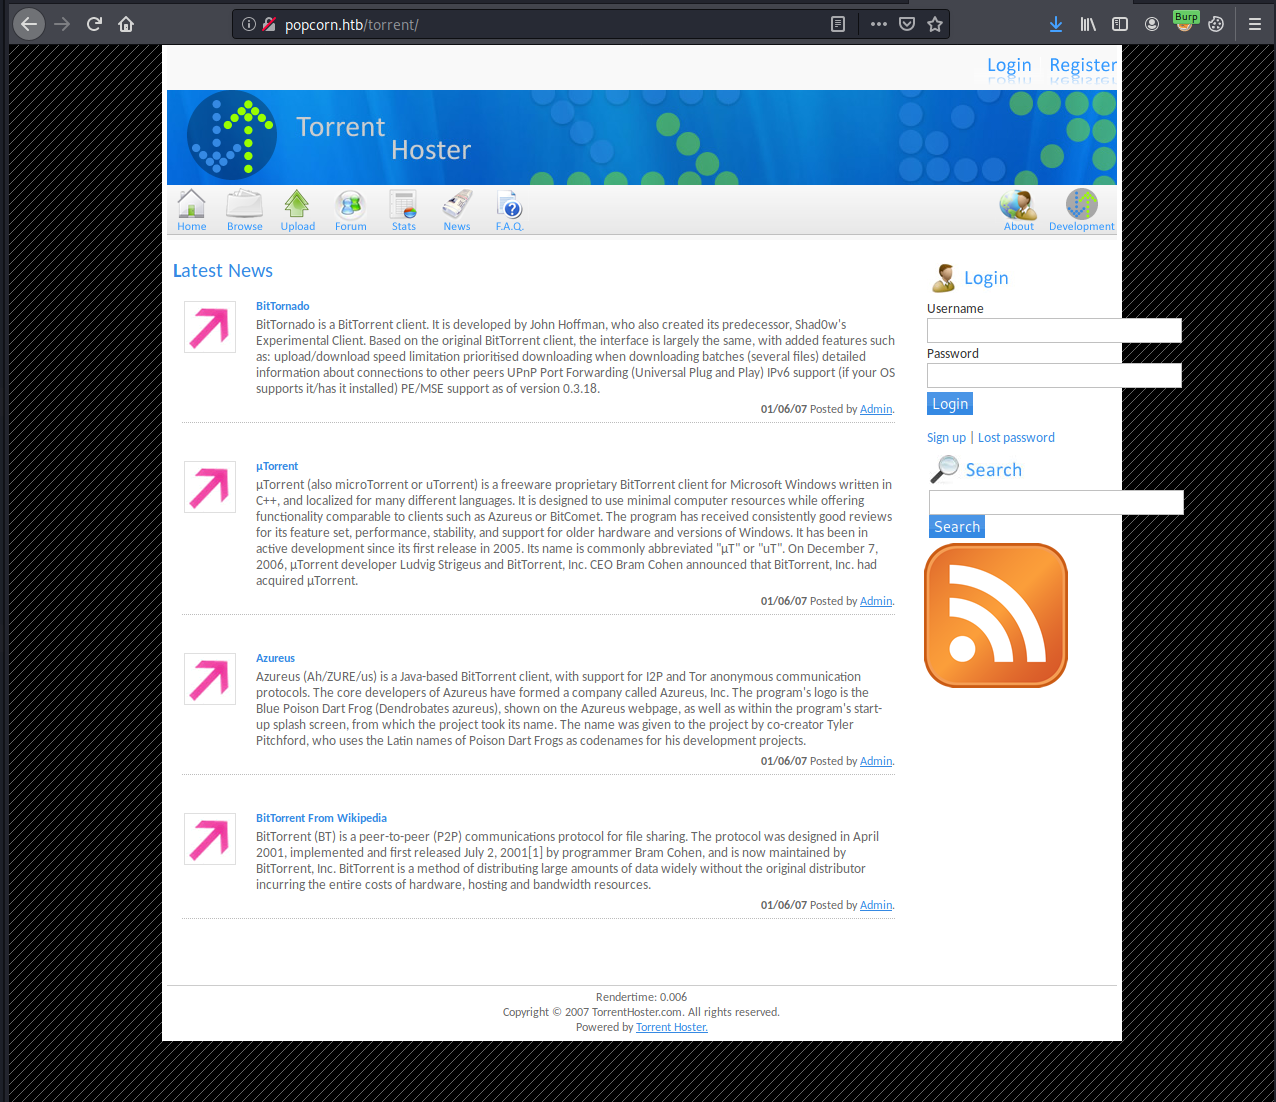 popcorn.htb/torrent/
Burp
Login Register
Torrent
Hoster
Home Browse Upload Forum Stats News F.A.Q. About Development
Latest News
BitTornado
BitTornado is a BitTorrent client. It is developed by John Hoffman, who also created its predecessor, Shad0w's
Experimental Client. Based on the original BitTorrent client, the interface is largely the same, with added features such
as: upload/download speed limitation prioritised downloading when downloading batches (several files) detailed
information about connections to other peers UPnP Port Forwarding (Universal Plug and Play) IPv6 support (if your OS
supports it/has it installed) PE/MSE support as of version 0.3.18.
01/06/07 Posted by Admin.
µTorrent
µTorrent (also microTorrent or uTorrent) is a freeware proprietary BitTorrent client for Microsoft Windows written in
C++, and localized for many different languages. It is designed to use minimal computer resources while offering
functionality comparable to clients such as Azureus or BitComet. The program has received consistently good reviews
for its feature set, performance, stability, and support for older hardware and versions of Windows. It has been in
active development since its first release in 2005. Its name is commonly abbreviated "µT" or "uT". On December 7,
2006, µTorrent developer Ludvig Strigeus and BitTorrent, Inc. CEO Bram Cohen announced that BitTorrent, Inc. had
acquired µTorrent.
01/06/07 Posted by Admin.
Azureus
Azureus (Ah/ZURE/us) is a Java-based BitTorrent client, with support for I2P and Tor anonymous communication
protocols. The core developers of Azureus have formed a company called Azureus, Inc. The program's logo is the
Blue Poison Dart Frog (Dendrobates azureus), shown on the Azureus webpage, as well as within the program's start-
up splash screen, from which the project took its name. The name was given to the project by co-creator Tyler
Pitchford, who uses the Latin names of Poison Dart Frogs as codenames for his development projects.
01/06/07 Posted by Admin.
BitTorrent From Wikipedia
BitTorrent (BT) is a peer-to-peer (P2P) communications protocol for file sharing. The protocol was designed in April
2001, implemented and first released July 2, 2001[1] by programmer Bram Cohen, and is now maintained by
BitTorrent, Inc. BitTorrent is a method of distributing large amounts of data widely without the original distributor
incurring the entire costs of hardware, hosting and bandwidth resources.
01/06/07 Posted by Admin.
Login
Username
Password
Login
Sign up | Lost password
Search
Search
Rendertime: 0.006
Copyright © 2007 TorrentHoster.com. All rights reserved.
Powered by Torrent Hoster.